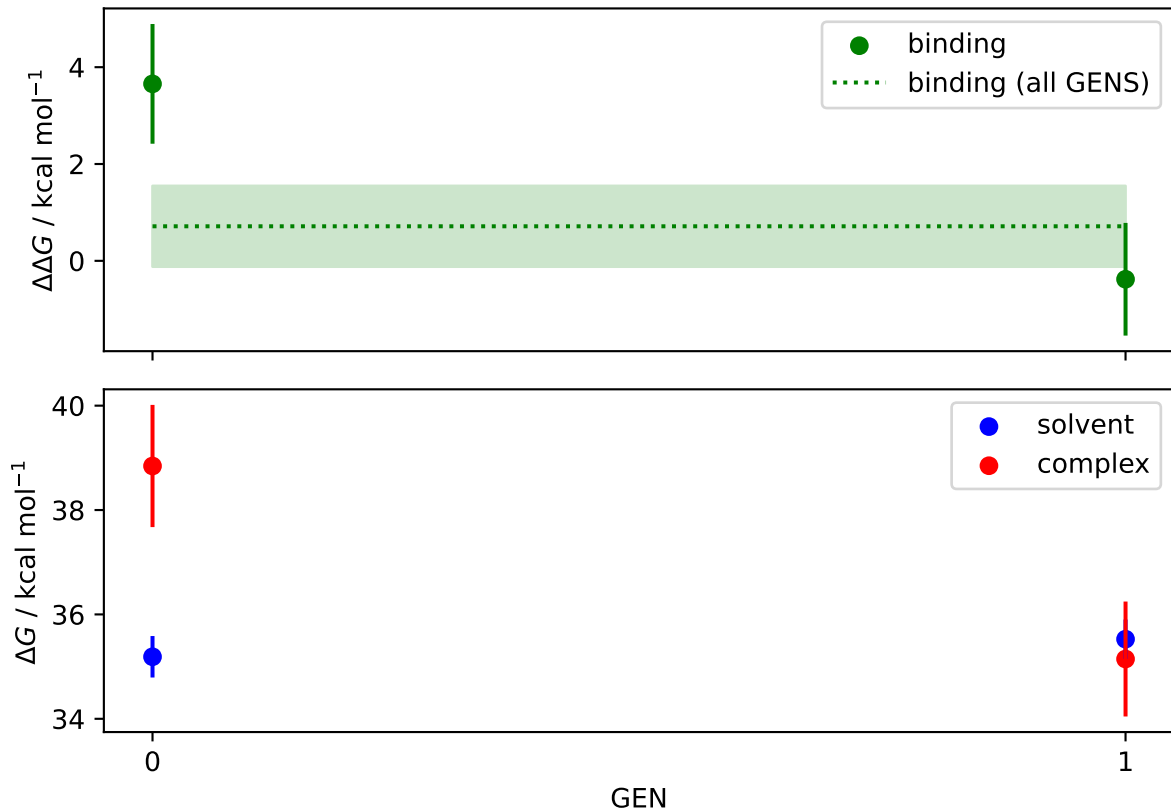 binding
binding (all GENS)
4
2
0
ΔΔG / kcal mol⁻¹
solvent
complex
40
38
36
34
ΔG / kcal mol⁻¹
0 1
GEN